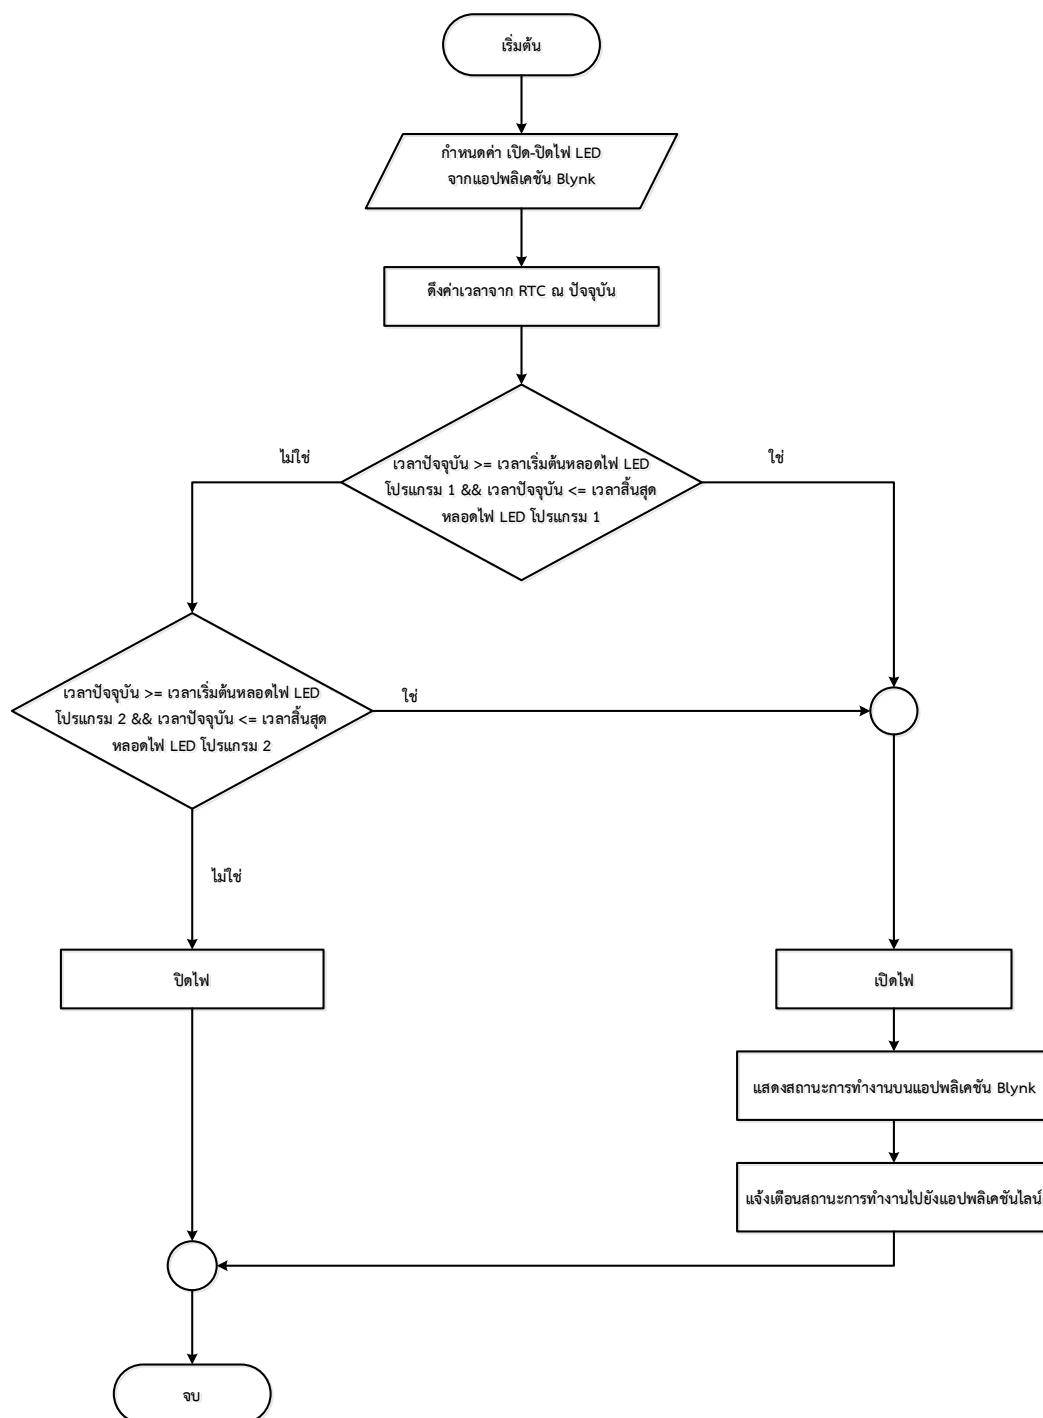 เริ่มต้น
กำหนดค่า เปิด-ปิดไฟ LED
จากแอปพลิเคชัน Blynk
ดึงค่าเวลาจาก RTC ณ ปัจจุบัน
ไม่ใช่
ใช่
เวลาปัจจุบัน >= เวลาเริ่มต้นหลอดไฟ LED
โปรแกรม 1 && เวลาปัจจุบัน <= เวลาสิ้นสุด
หลอดไฟ LED โปรแกรม 1
เวลาปัจจุบัน >= เวลาเริ่มต้นหลอดไฟ LED
โปรแกรม 2 && เวลาปัจจุบัน <= เวลาสิ้นสุด
หลอดไฟ LED โปรแกรม 2
ใช่
ไม่ใช่
ปิดไฟ
เปิดไฟ
แสดงสถานะการทำงานบนแอปพลิเคชัน Blynk
แจ้งเตือนสถานะการทำงานไปยังแอปพลิเคชันไลน์
จบ